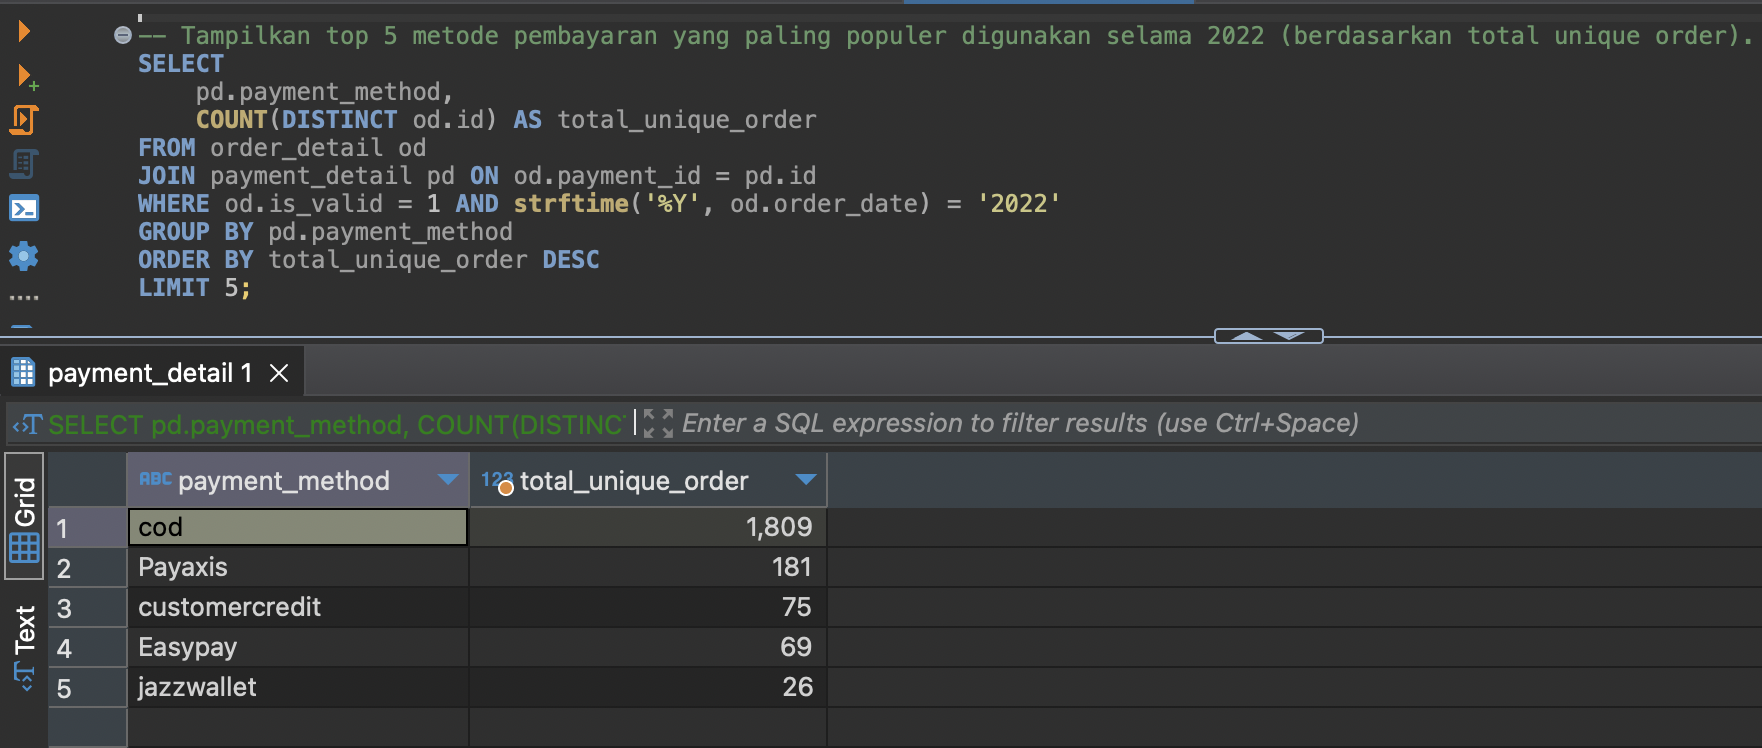 -- Tampilkan top 5 metode pembayaran yang paling populer digunakan selama 2022 (berdasarkan total unique order).
SELECT
pd.payment_method,
COUNT(DISTINCT od.id) AS total_unique_order
FROM order_detail od
JOIN payment_detail pd ON od.payment_id = pd.id
WHERE od.is_valid = 1 AND strftime('%Y', od.order_date) = '2022'
GROUP BY pd.payment_method
ORDER BY total_unique_order DESC
LIMIT 5;
payment_detail 1
SELECT pd.payment_method, COUNT(DISTINC
Enter a SQL expression to filter results (use Ctrl+Space)
Grid
Text
ABC payment_method 123 total_unique_order
1 cod 1,809
2 Payaxis 181
3 customercredit 75
4 Easypay 69
5 jazzwallet 26